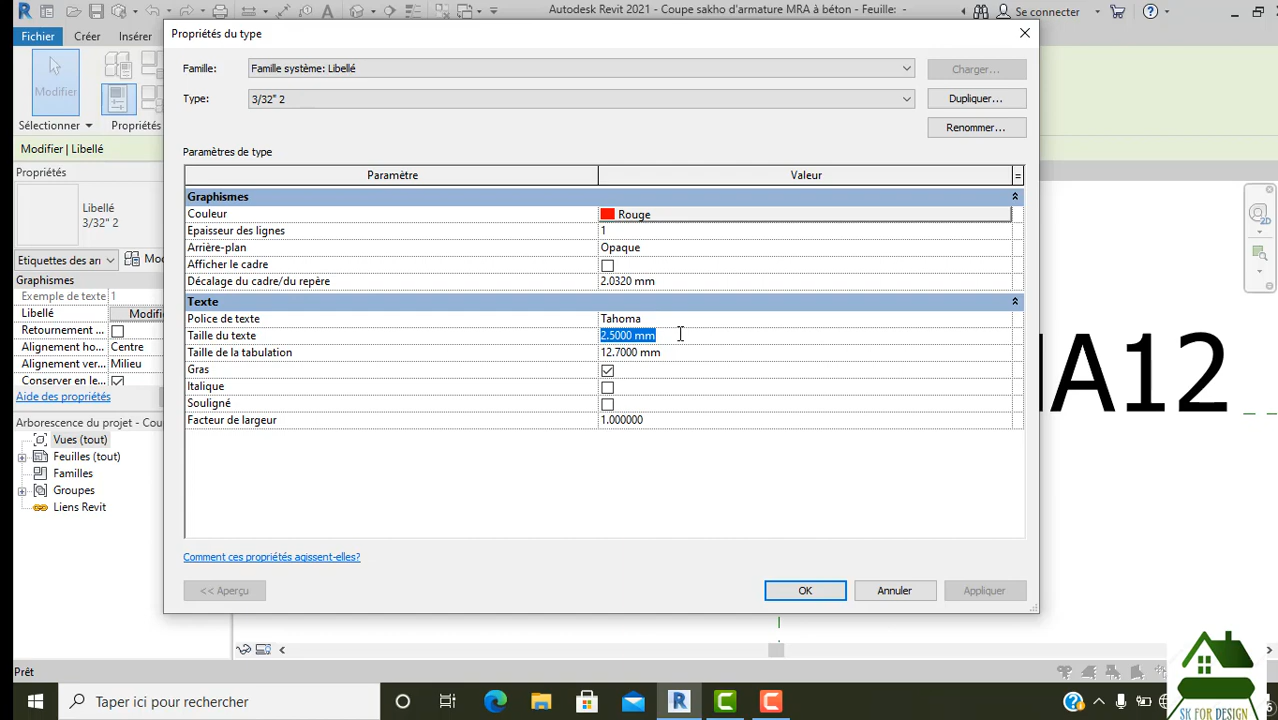 Autodesk Revit 2021 - Coupe sakho d'armature MRA à béton - Feuille: -
Se connecter
Fichier
Créer
Insérer
Propriétés du type
Famille:
Famille système: Libellé
Charger...
Type:
3/32" 2
Dupliquer...
Renommer...
Modifier
Sélectionner
Propriétés
Modifier | Libellé
Paramètres de type
Propriétés
Paramètre
Valeur
=
Graphismes
Couleur
Rouge
Epaisseur des lignes
1
Arrière-plan
Opaque
Afficher le cadre
Décalage du cadre/du repère
2.0320 mm
Texte
Police de texte
Tahoma
Taille du texte
2.5000 mm
Taille de la tabulation
12.7000 mm
Gras
Italique
Souligné
Facteur de largeur
1.000000
Libellé
3/32" 2
Etiquettes des ar
Mo
Graphismes
Exemple de texte
1
Libellé
Modifi
Retournement
Alignement ho...
Centre
Alignement ver...
Milieu
Conserver en le...
Aide des propriétés
Arborescence du projet - Cou
Vues (tout)
Feuilles (tout)
Familles
Groupes
Liens Revit
2D
A12
Comment ces propriétés agissent-elles?
<< Aperçu
OK
Annuler
Appliquer
Prêt
Taper ici pour rechercher
SK FOR DESIGN